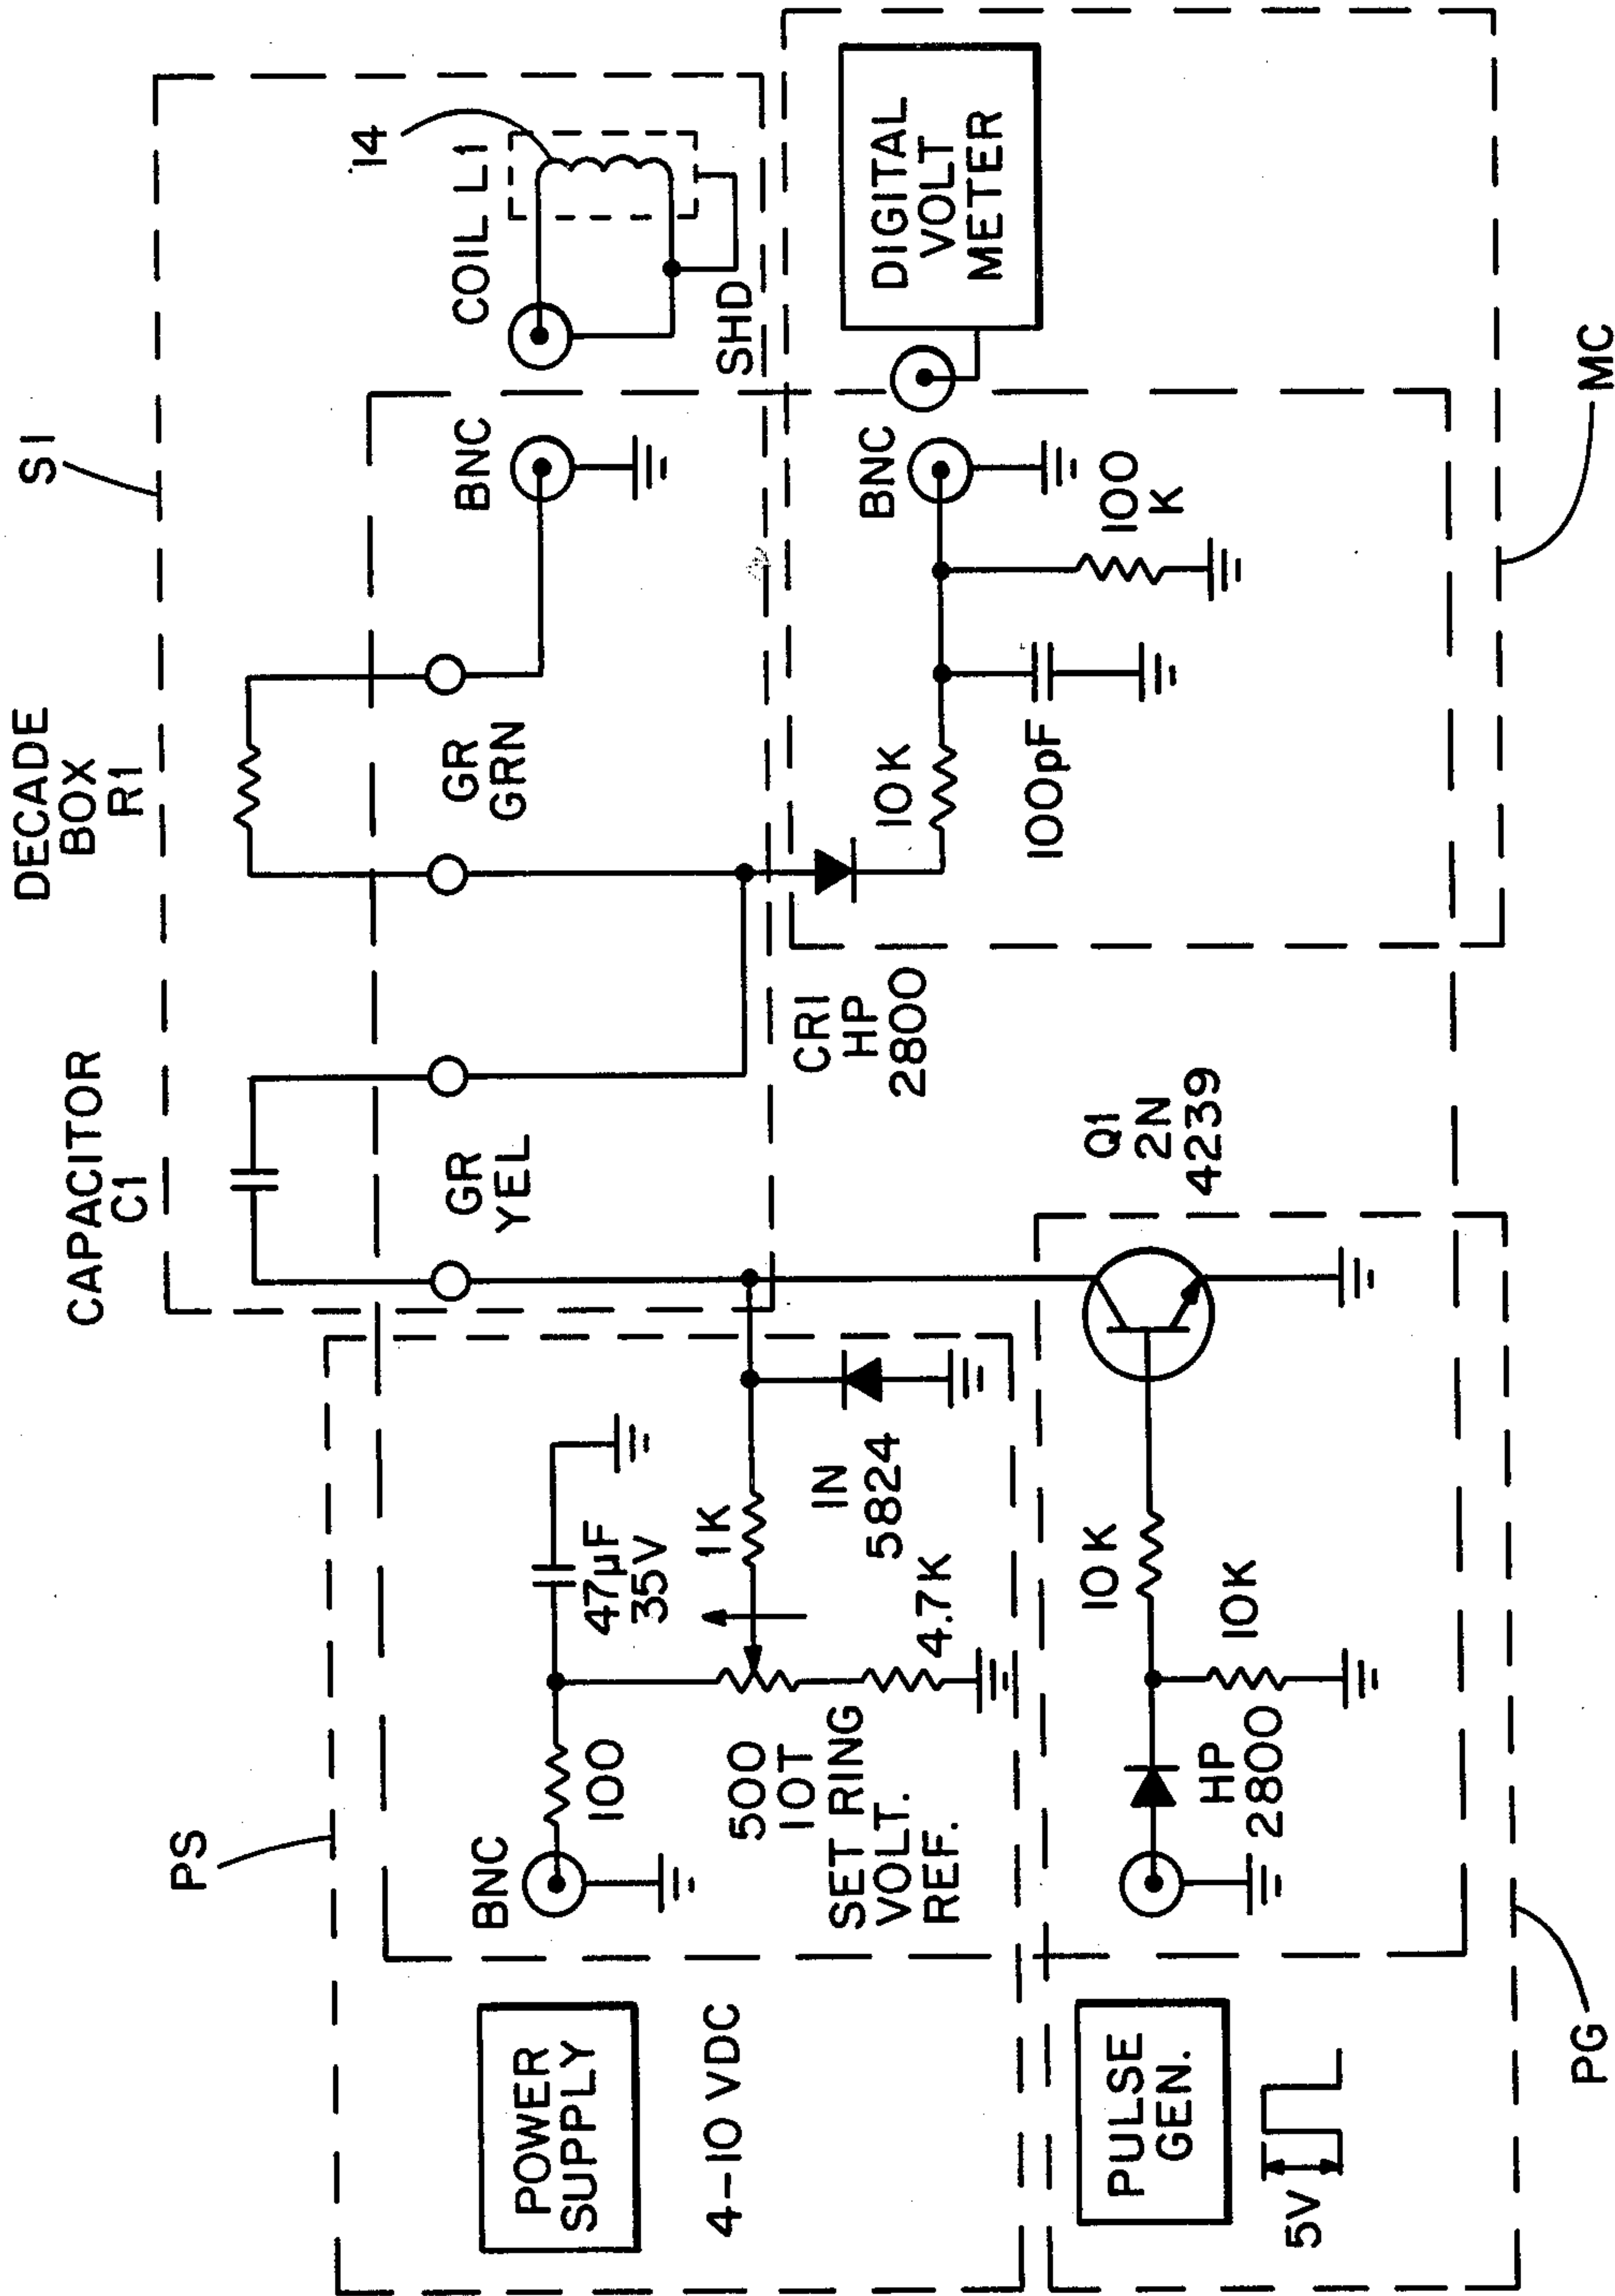 PS
POWER
SUPPLY
4-10 VDC
BNC
100
47µF
35V
500
10T
SET RING
VOLT.
REF.
1K
4.7K
IN
5824
CAPACITOR
C1
GR
YEL
DECADE
BOX
R1
GR
GRN
S1
BNC
COIL L1
14
SHD
PULSE
GEN.
5V
PG
HP
2800
10K
10K
Q1
2N
4239
CR1
HP
2800
10K
100pF
BNC
100
K
DIGITAL
VOLT
METER
MC